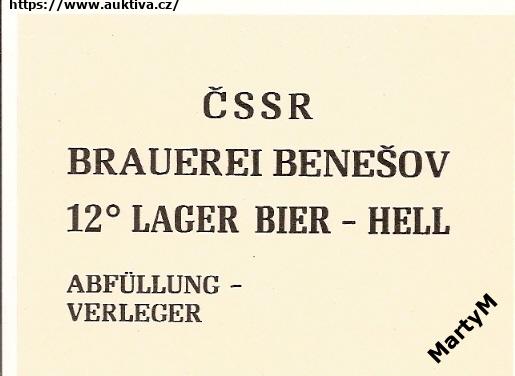 https://www.auktiva.cz/
ČSSR
BRAUEREI BENEŠOV
12° LAGER BIER - HELL
ABFÜLLUNG -
VERLEGER
MartyM